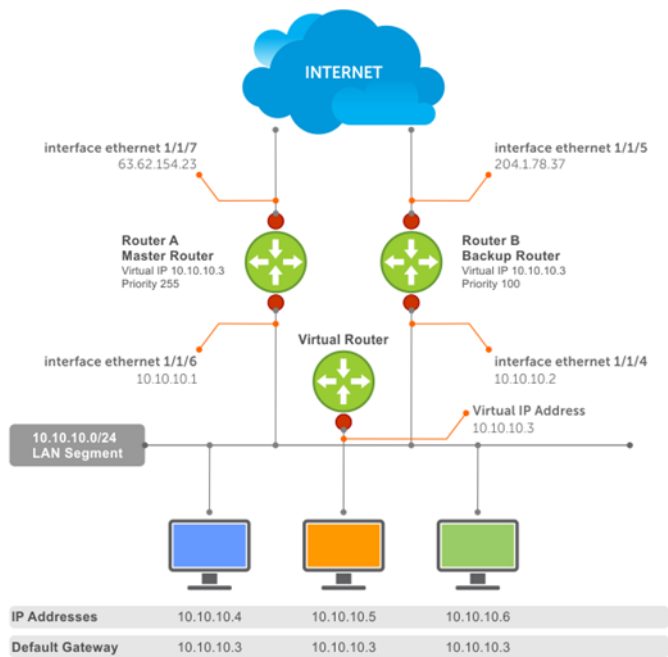 INTERNET
interface ethernet 1/1/7
63.62.154.23
interface ethernet 1/1/5
204.1.78.37
Router A
Master Router
Virtual IP 10.10.10.3
Priority 255
Router B
Backup Router
Virtual IP 10.10.10.3
Priority 100
Virtual Router
interface ethernet 1/1/6
10.10.10.1
interface ethernet 1/1/4
10.10.10.2
Virtual IP Address
10.10.10.3
10.10.10.0/24
LAN Segment
IP Addresses 10.10.10.4 10.10.10.5 10.10.10.6
Default Gateway 10.10.10.3 10.10.10.3 10.10.10.3